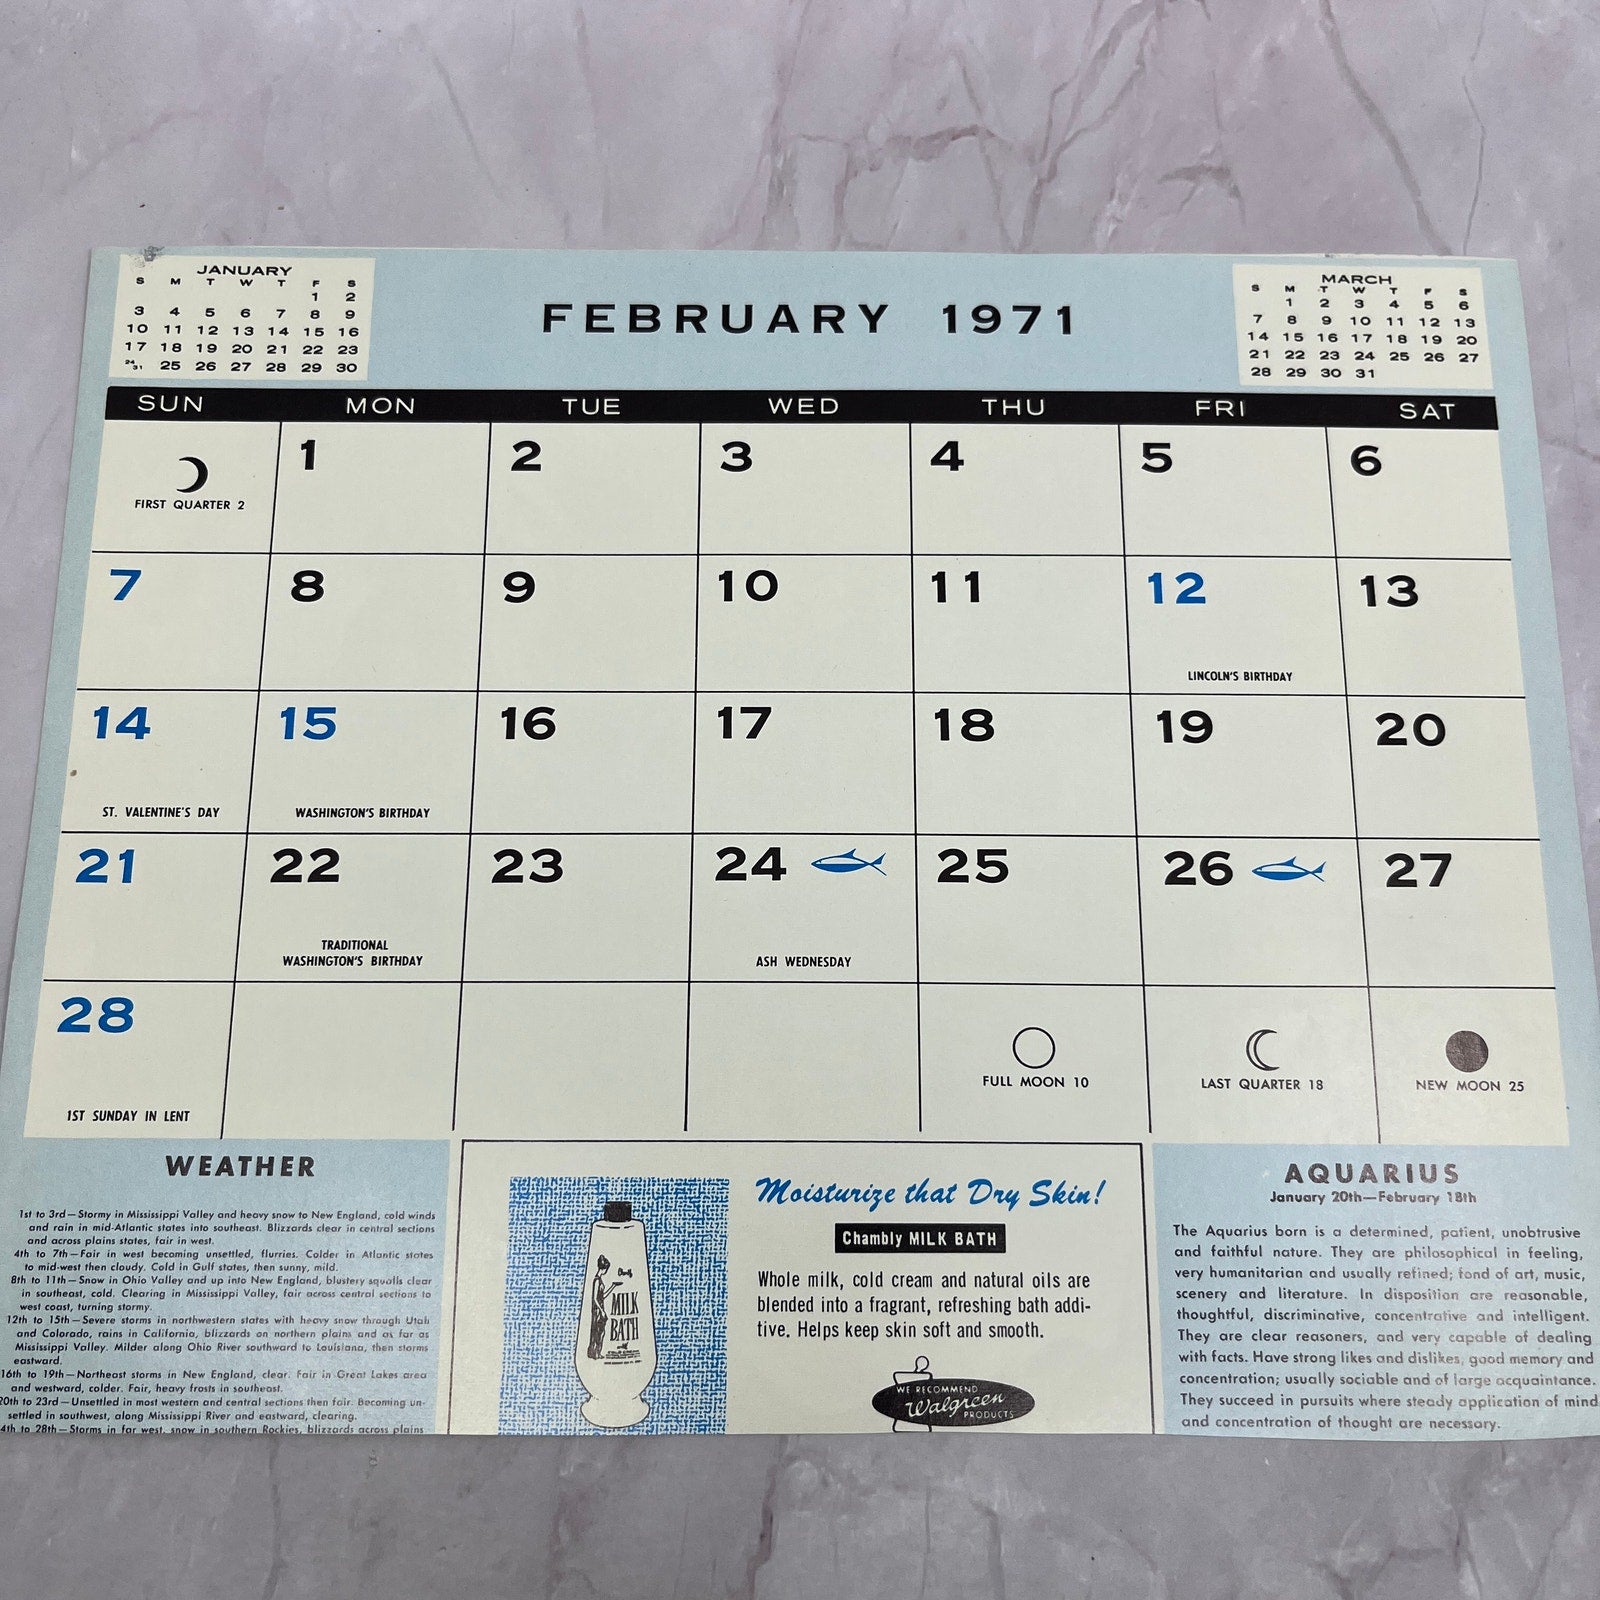 JANUARY
S M T W T F S
1 2
3 4 5 6 7 8 9
10 11 12 13 14 15 16
17 18 19 20 21 22 23
24/31 25 26 27 28 29 30
FEBRUARY 1971
MARCH
S M T W T F S
1 2 3 4 5 6
7 8 9 10 11 12 13
14 15 16 17 18 19 20
21 22 23 24 25 26 27
28 29 30 31
SUN MON TUE WED THU FRI SAT
1 2 3 4 5 6
FIRST QUARTER 2
7 8 9 10 11 12 13
LINCOLN'S BIRTHDAY
14 15 16 17 18 19 20
ST. VALENTINE'S DAY WASHINGTON'S BIRTHDAY
21 22 23 24 25 26 27
TRADITIONAL
WASHINGTON'S BIRTHDAY
ASH WEDNESDAY
28
1ST SUNDAY IN LENT
FULL MOON 10
LAST QUARTER 18
NEW MOON 25
WEATHER
1st to 3rd—Stormy in Mississippi Valley and heavy snow to New England, cold winds
and rain in mid-Atlantic states into southeast. Blizzards clear in central sections
and across plains states, fair in west.
4th to 7th—Fair in west becoming unsettled, flurries. Colder in Atlantic states
to mid-west then cloudy. Cold in Gulf states, then sunny, mild.
8th to 11th—Snow in Ohio Valley and up into New England, blustery squalls clear
in southeast, cold. Clearing in Mississippi Valley, fair across central sections to
west coast, turning stormy.
12th to 15th—Severe storms in northwestern states with heavy snow through Utah
and Colorado, rains in California, blizzards on northern plains and as far as
Mississippi Valley. Milder along Ohio River southward to Louisiana, then storms
eastward.
16th to 19th—Northeast storms in New England, clear. Fair in Great Lakes area
and westward, colder. Fair, heavy frosts in southeast.
20th to 23rd—Unsettled in most western and central sections then fair. Becoming un-
settled in southwest, along Mississippi River and eastward, clearing.
4th to 28th—Storms in far west, snow in southern Rockies, blizzards across plains
Chambly
MILK
BATH
Moisturize that Dry Skin!
Chambly MILK BATH
Whole milk, cold cream and natural oils are
blended into a fragrant, refreshing bath addi-
tive. Helps keep skin soft and smooth.
WE RECOMMEND
Walgreen
PRODUCTS
AQUARIUS
January 20th—February 18th
The Aquarius born is a determined, patient, unobtrusive
and faithful nature. They are philosophical in feeling,
very humanitarian and usually refined; fond of art, music,
scenery and literature. In disposition are reasonable,
thoughtful, discriminative, concentrative and intelligent.
They are clear reasoners, and very capable of dealing
with facts. Have strong likes and dislikes, good memory and
concentration; usually sociable and of large acquaintance.
They succeed in pursuits where steady application of mind
and concentration of thought are necessary.